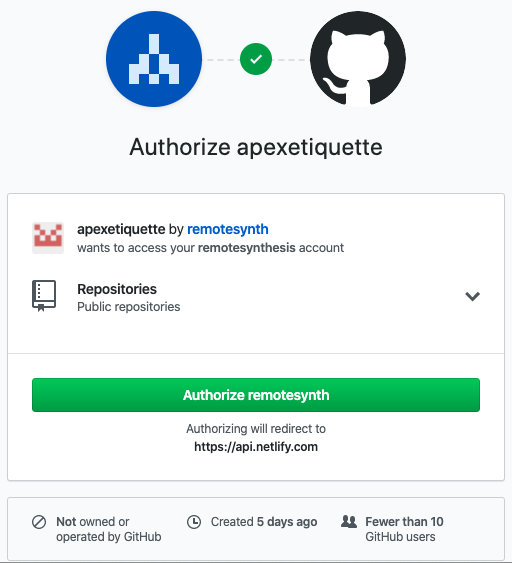 Authorize apexetiquette
apexetiquette by remotesynth
wants to access your remotesynthesis account
Repositories
Public repositories
Authorize remotesynth
Authorizing will redirect to
https://api.netlify.com
Not owned or
operated by GitHub
Created 5 days ago
Fewer than 10
GitHub users